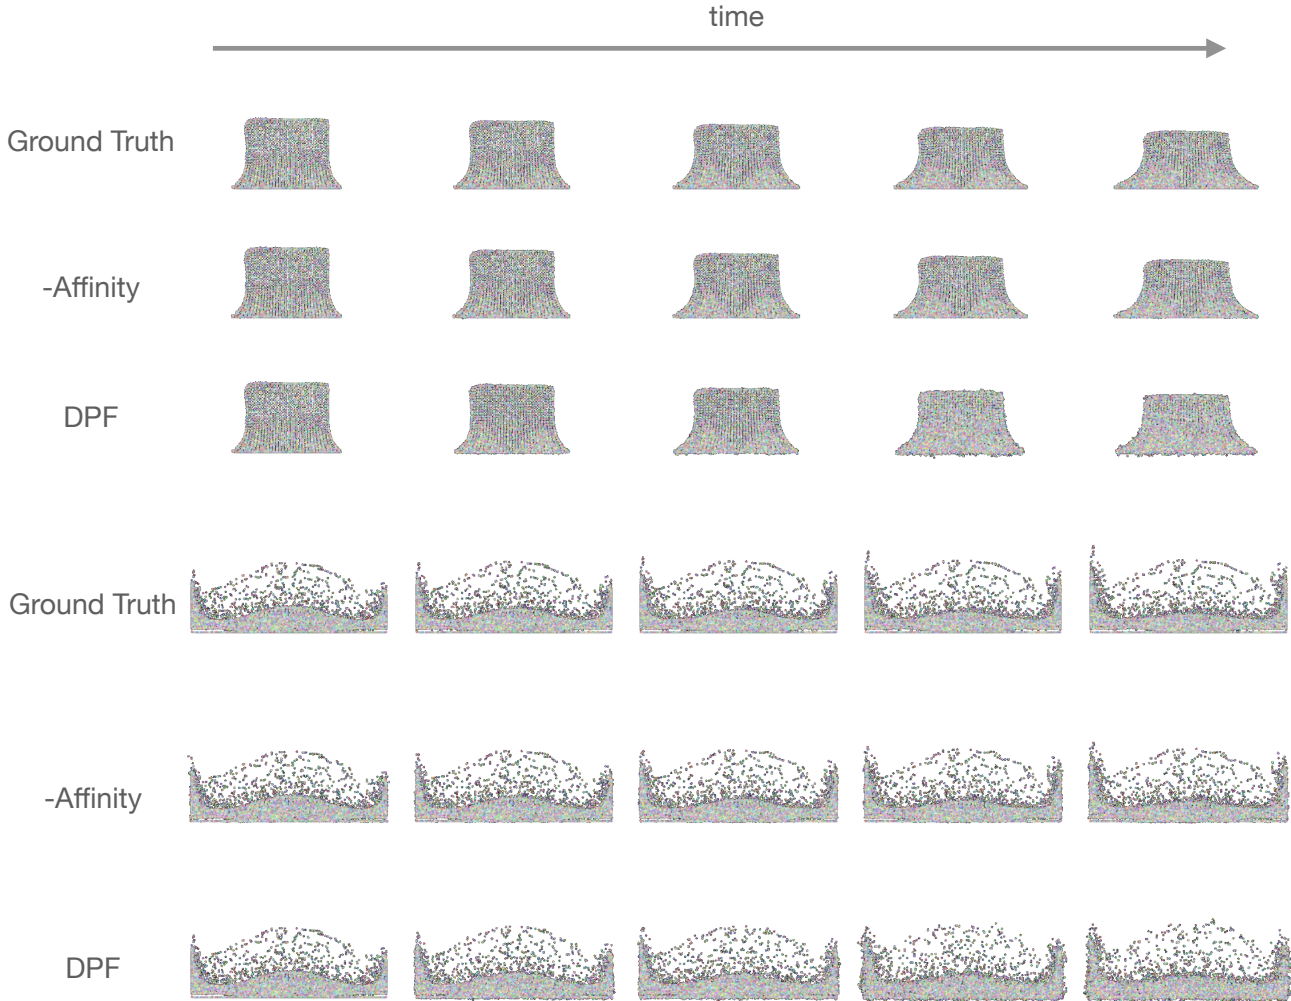 time
Ground Truth
-Affinity
DPF
Ground Truth
-Affinity
DPF